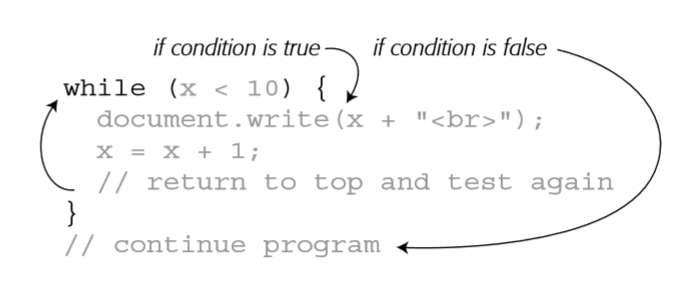 if condition is true if condition is false
while (x < 10) {
document.write(x + "<br>");
x = x + 1;
// return to top and test again
}
// continue program